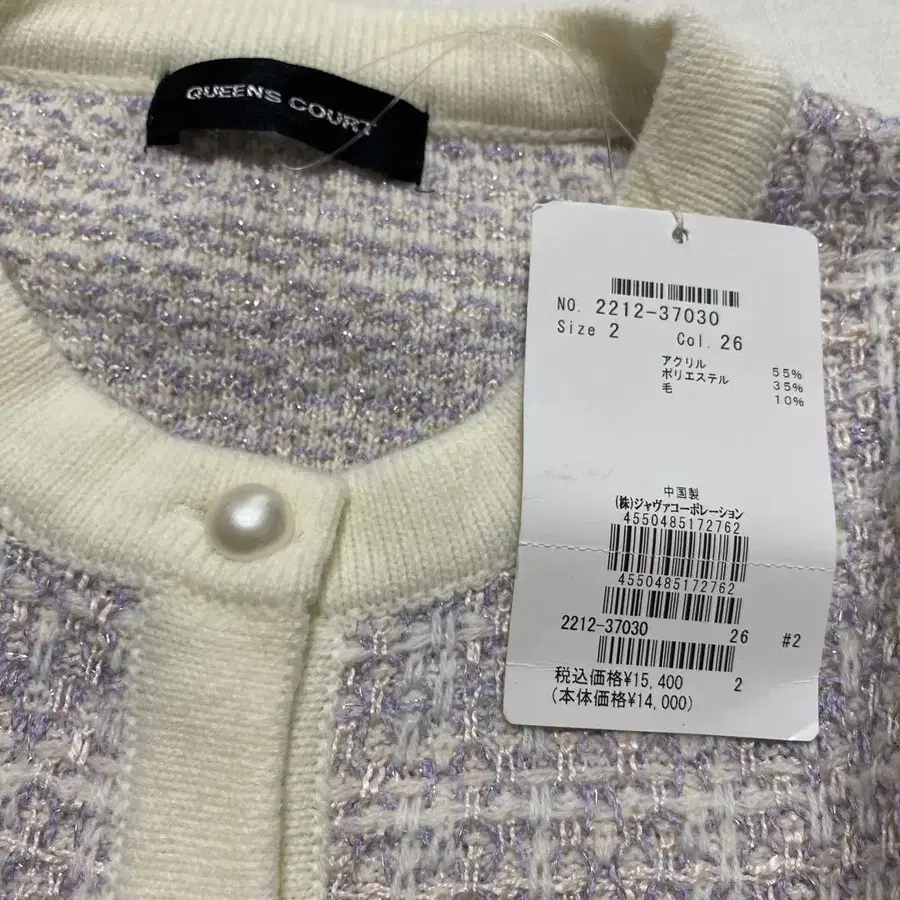 QUEENS COURT
NO. 2212-37030
Size 2 Col. 26
アクリル 55%
ポリエステル 35%
毛 10%
中国製
(株)ジャヴァコーポレーション
4550485172762
4550485172762
2212-37030 26 #2
税込価格¥15,400 2
(本体価格¥14,000)